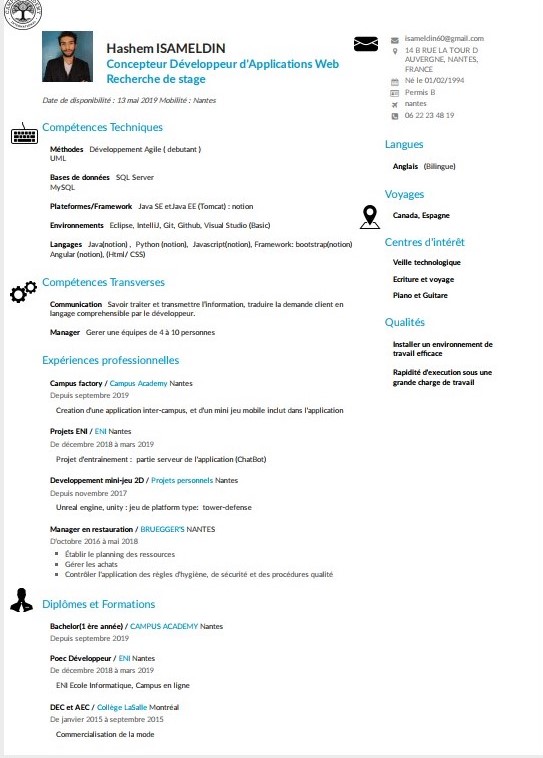 Hashem ISAMELDIN
Concepteur Développeur d'Applications Web
Recherche de stage
Date de disponibilité : 13 mai 2019 Mobilité : Nantes
isameldin60@gmail.com
14 B RUE LA TOUR D
AUVERGNE, NANTES,
FRANCE
Né le 01/02/1994
Permis B
nantes
06 22 23 48 19
Compétences Techniques
Méthodes Développement Agile ( debutant )
UML
Bases de données SQL Server
MySQL
Plateformes/Framework Java SE etJava EE (Tomcat) : notion
Environnements Eclipse, IntelliJ, Git, Github, Visual Studio (Basic)
Langages Java(notion) , Python (notion), Javascript(notion), Framework: bootstrap(notion)
Angular (notion), (Html/ CSS)
Compétences Transverses
Communication Savoir traiter et transmettre l'information, traduire la demande client en
langage comprehensible par le développeur.
Manager Gerer une équipes de 4 à 10 personnes
Expériences professionnelles
Campus factory / Campus Academy Nantes
Depuis septembre 2019
Creation d'une application inter-campus, et d'un mini jeu mobile inclut dans l'application
Projets ENI / ENI Nantes
De décembre 2018 à mars 2019
Projet d'entrainement : partie serveur de l'application (ChatBot)
Developpement mini-jeu 2D / Projets personnels Nantes
Depuis novembre 2017
Unreal engine, unity : jeu de platform type: tower-defense
Manager en restauration / BRUEGGER'S NANTES
D'octobre 2016 à mai 2018
Établir le planning des ressources
Gérer les achats
Contrôler l'application des règles d'hygiène, de sécurité et des procédures qualité
Diplômes et Formations
Bachelor(1 ère année) / CAMPUS ACADEMY Nantes
Depuis septembre 2019
Poec Développeur / ENI Nantes
De décembre 2018 à mars 2019
ENI Ecole Informatique, Campus en ligne
DEC et AEC / Collège LaSalle Montréal
De janvier 2015 à septembre 2015
Commercialisation de la mode
Langues
Anglais (Bilingue)
Voyages
Canada, Espagne
Centres d'intérêt
Veille technologique
Ecriture et voyage
Piano et Guitare
Qualités
Installer un environnement de
travail efficace
Rapidité d'execution sous une
grande charge de travail